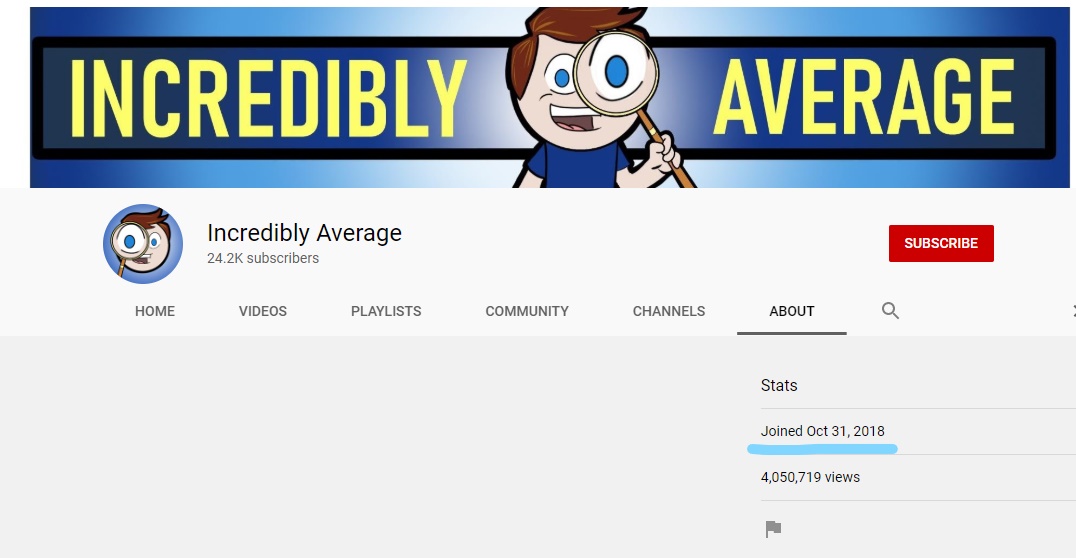 INCREDIBLY AVERAGE
Incredibly Average
24.2K subscribers
SUBSCRIBE
HOME VIDEOS PLAYLISTS COMMUNITY CHANNELS ABOUT
Stats
Joined Oct 31, 2018
4,050,719 views